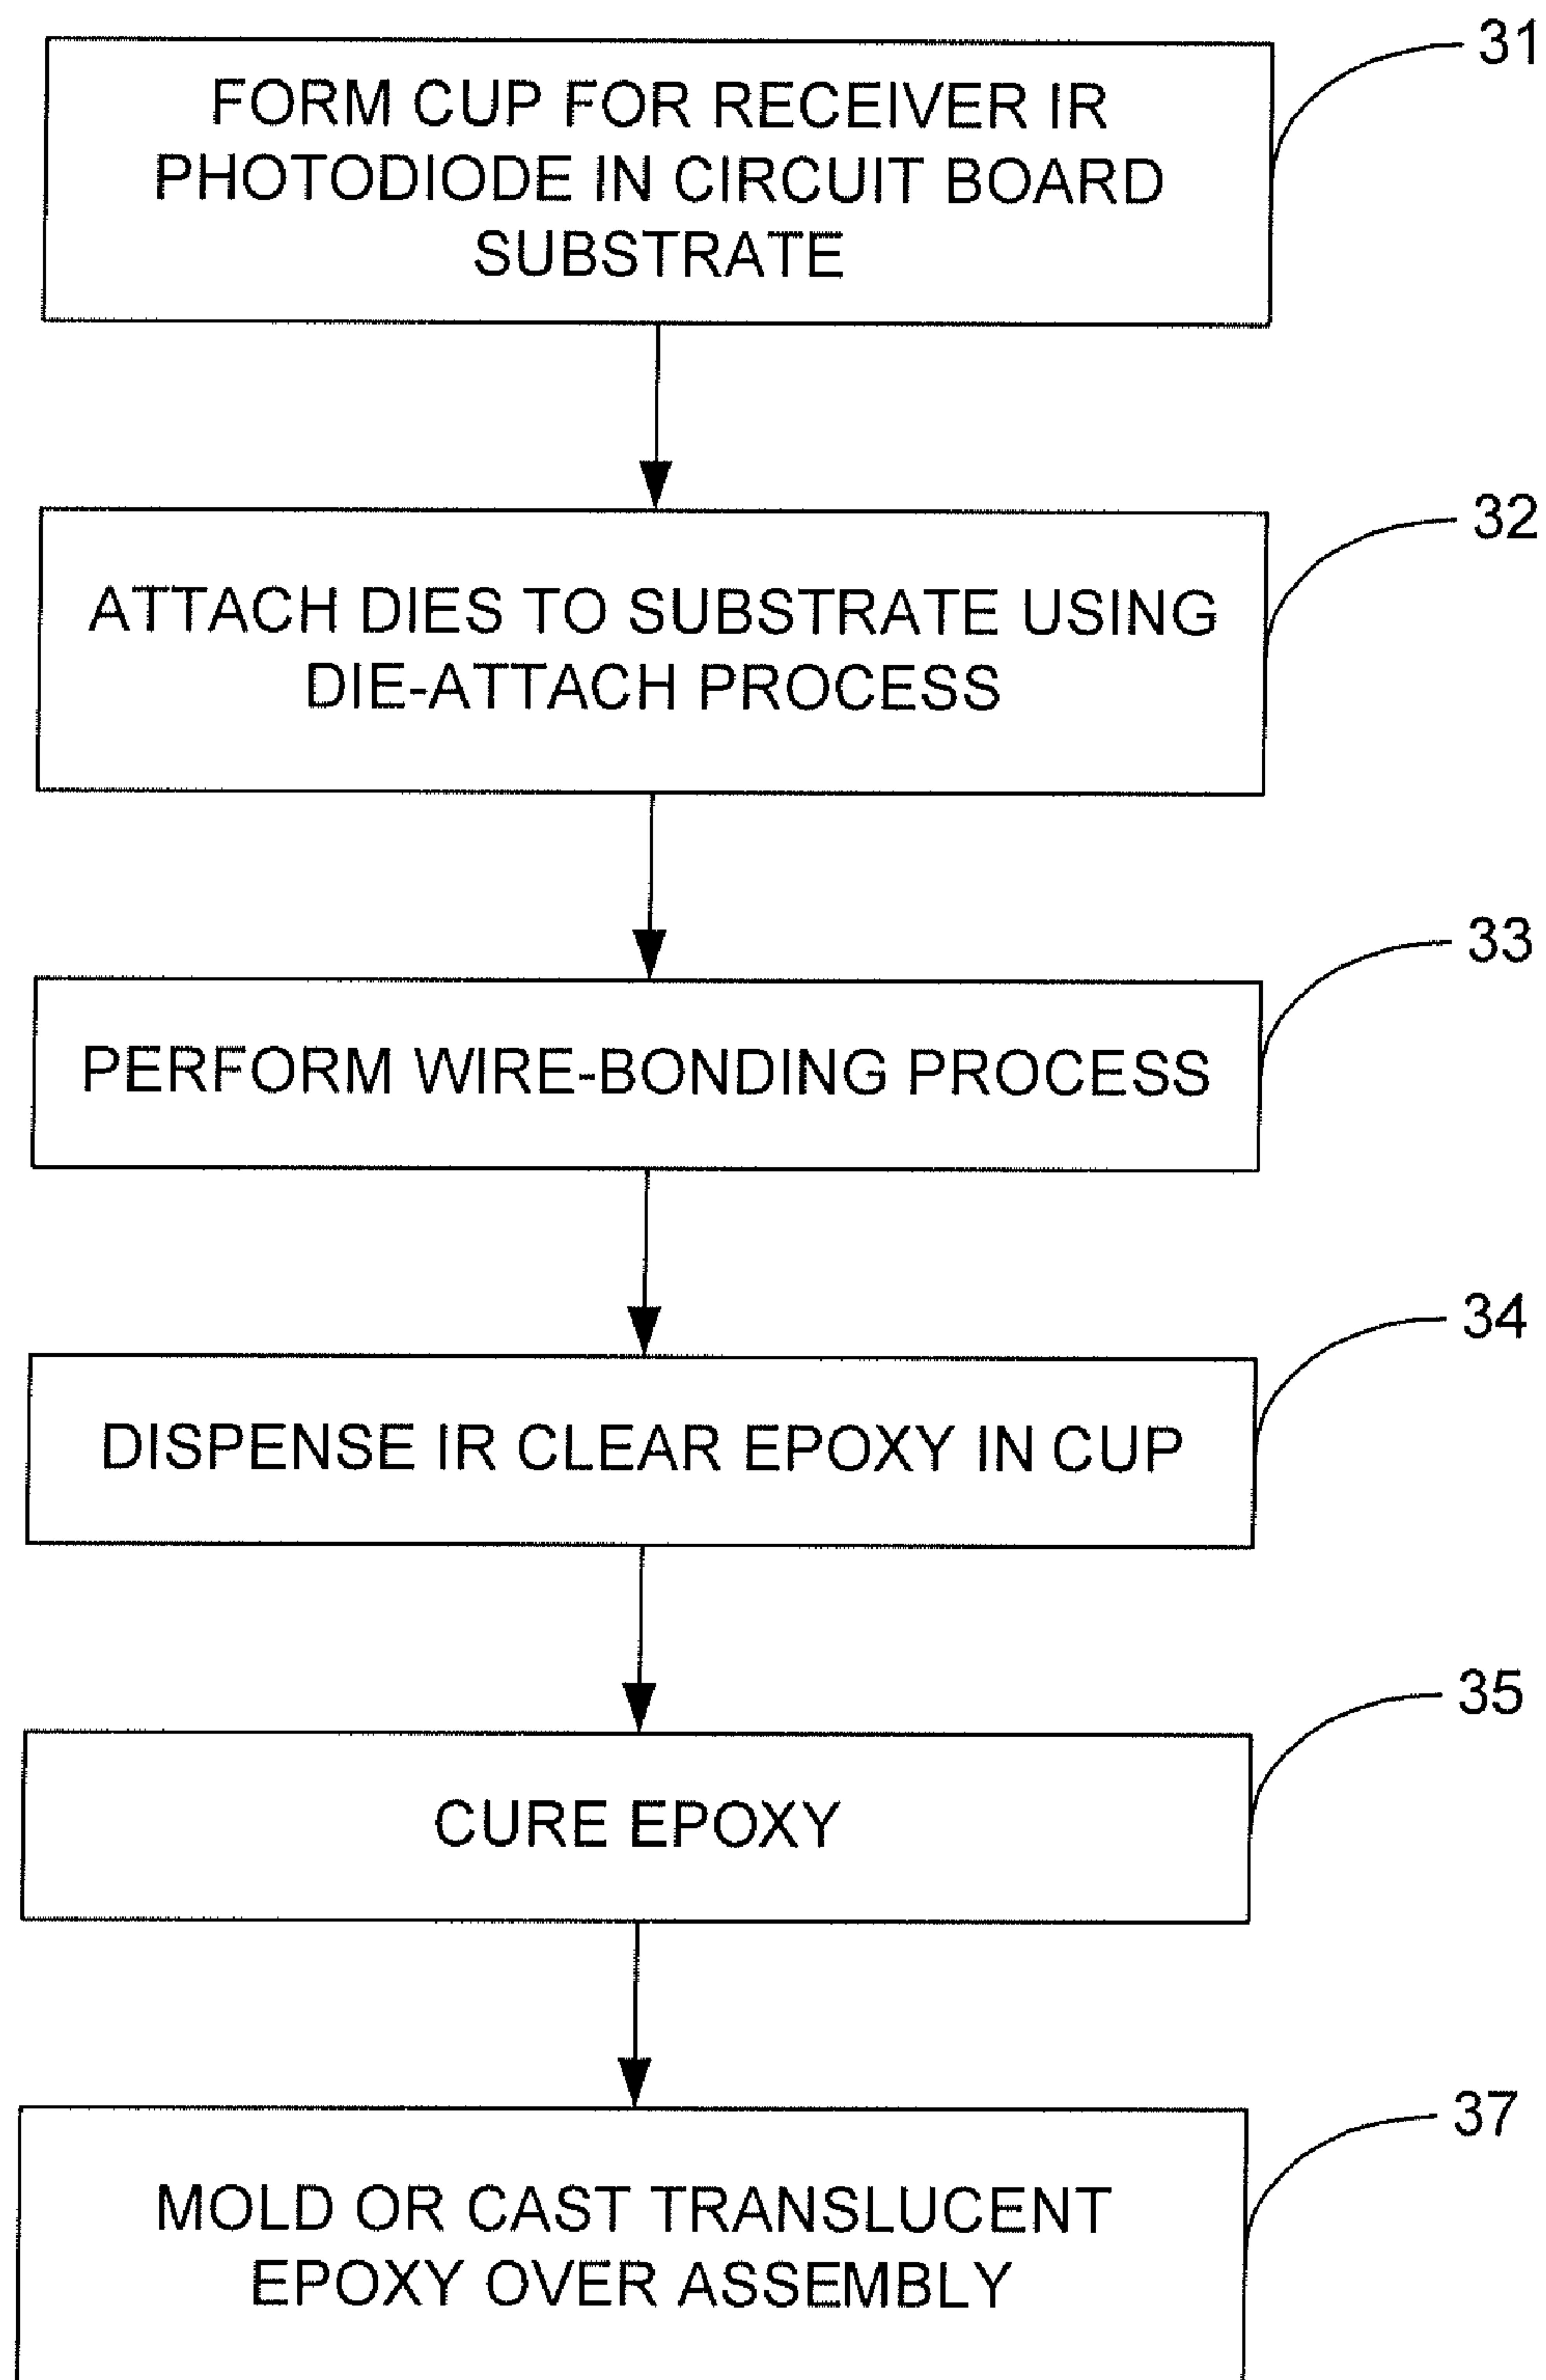 31
FORM CUP FOR RECEIVER IR
PHOTODIODE IN CIRCUIT BOARD
SUBSTRATE
32
ATTACH DIES TO SUBSTRATE USING
DIE-ATTACH PROCESS
33
PERFORM WIRE-BONDING PROCESS
34
DISPENSE IR CLEAR EPOXY IN CUP
35
CURE EPOXY
37
MOLD OR CAST TRANSLUCENT
EPOXY OVER ASSEMBLY